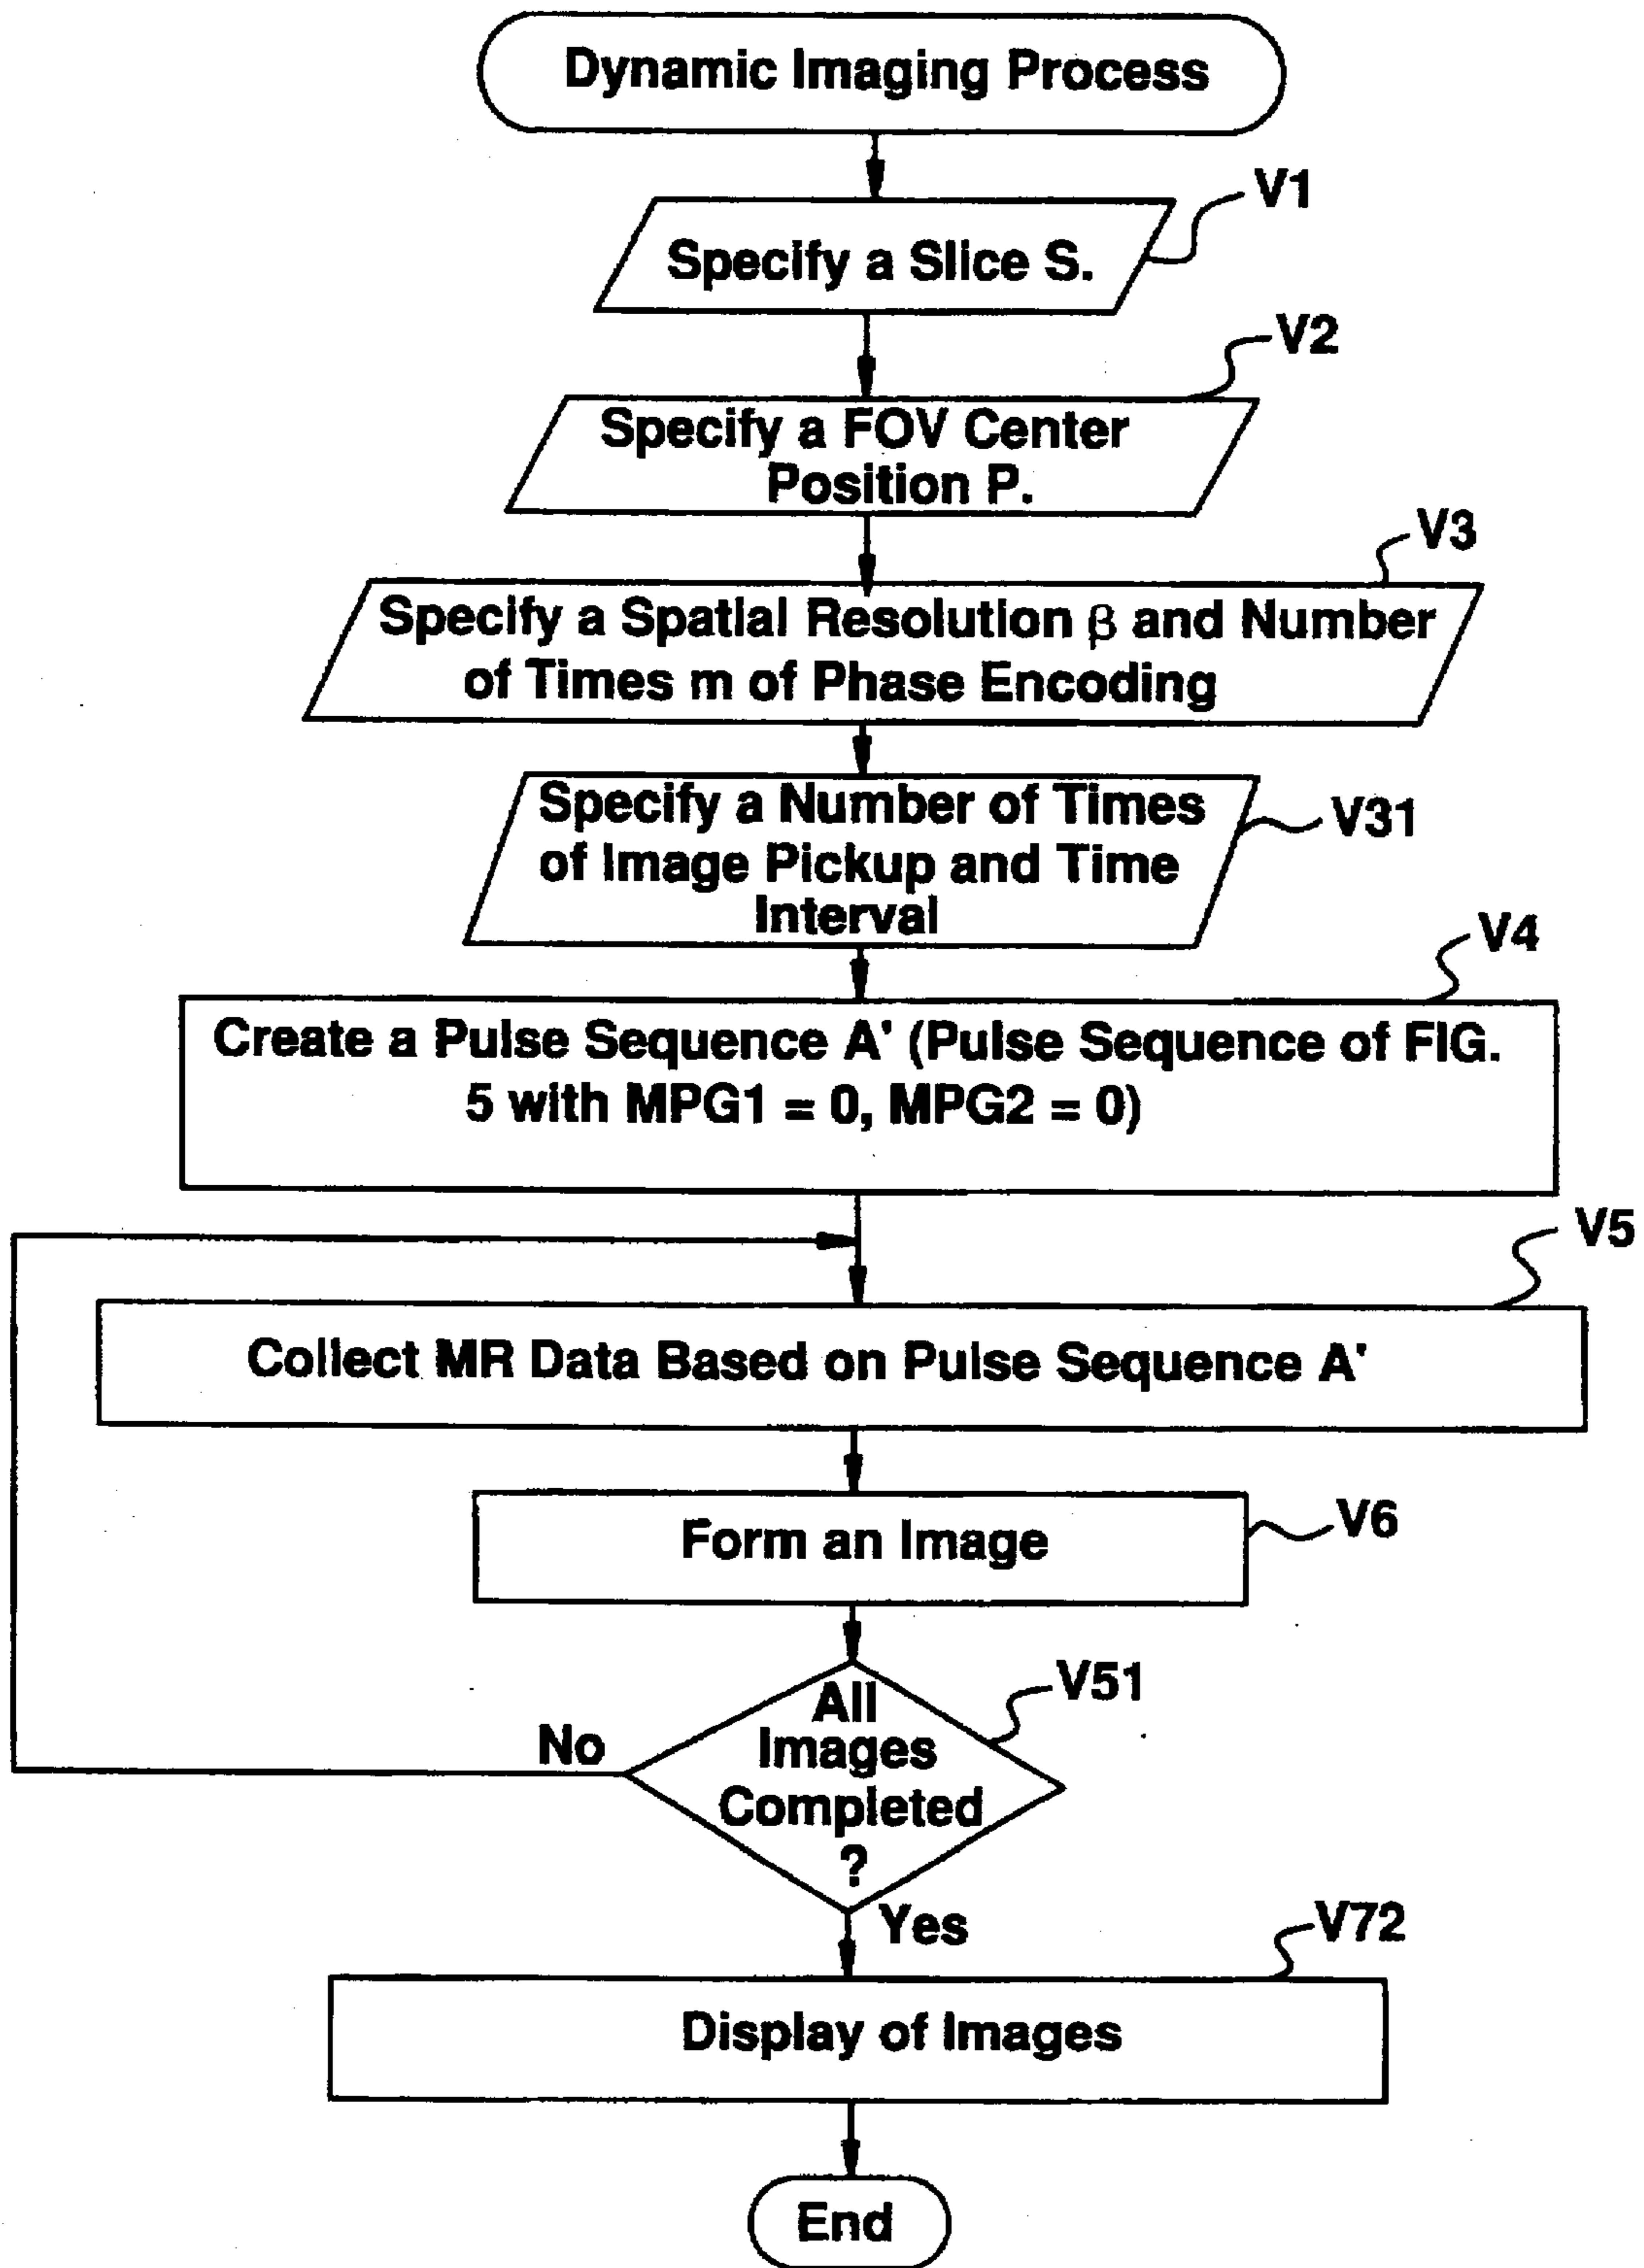 Dynamic Imaging Process
V1
Specify a Slice S.
V2
Specify a FOV Center
Position P.
V3
Specify a Spatial Resolution β and Number
of Times m of Phase Encoding
Specify a Number of Times
V31
of Image Pickup and Time
Interval
V4
Create a Pulse Sequence A' (Pulse Sequence of FIG.
5 with MPG1 = 0, MPG2 = 0)
V5
Collect MR Data Based on Pulse Sequence A'
Form an Image
V6
V51
All
Images
Completed
?
No
Yes
V72
Display of Images
End